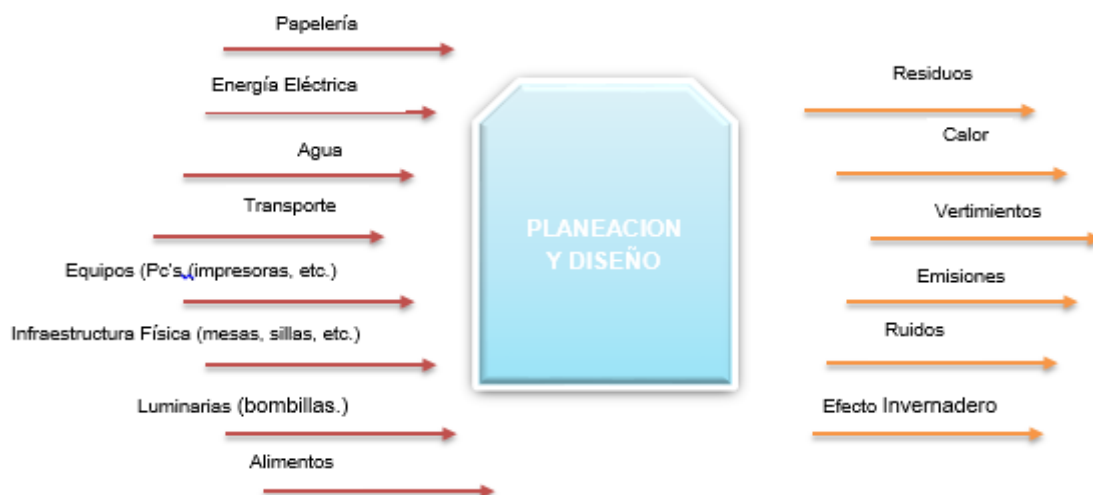 Papelería
Energía Eléctrica
Agua
Transporte
Equipos (Pc's (impresoras, etc.)
Infraestructura Física (mesas, sillas, etc.)
Luminarias (bombillas.)
Alimentos
PLANEACION
Y DISEÑO
Residuos
Calor
Vertimientos
Emisiones
Ruidos
Efecto Invernadero